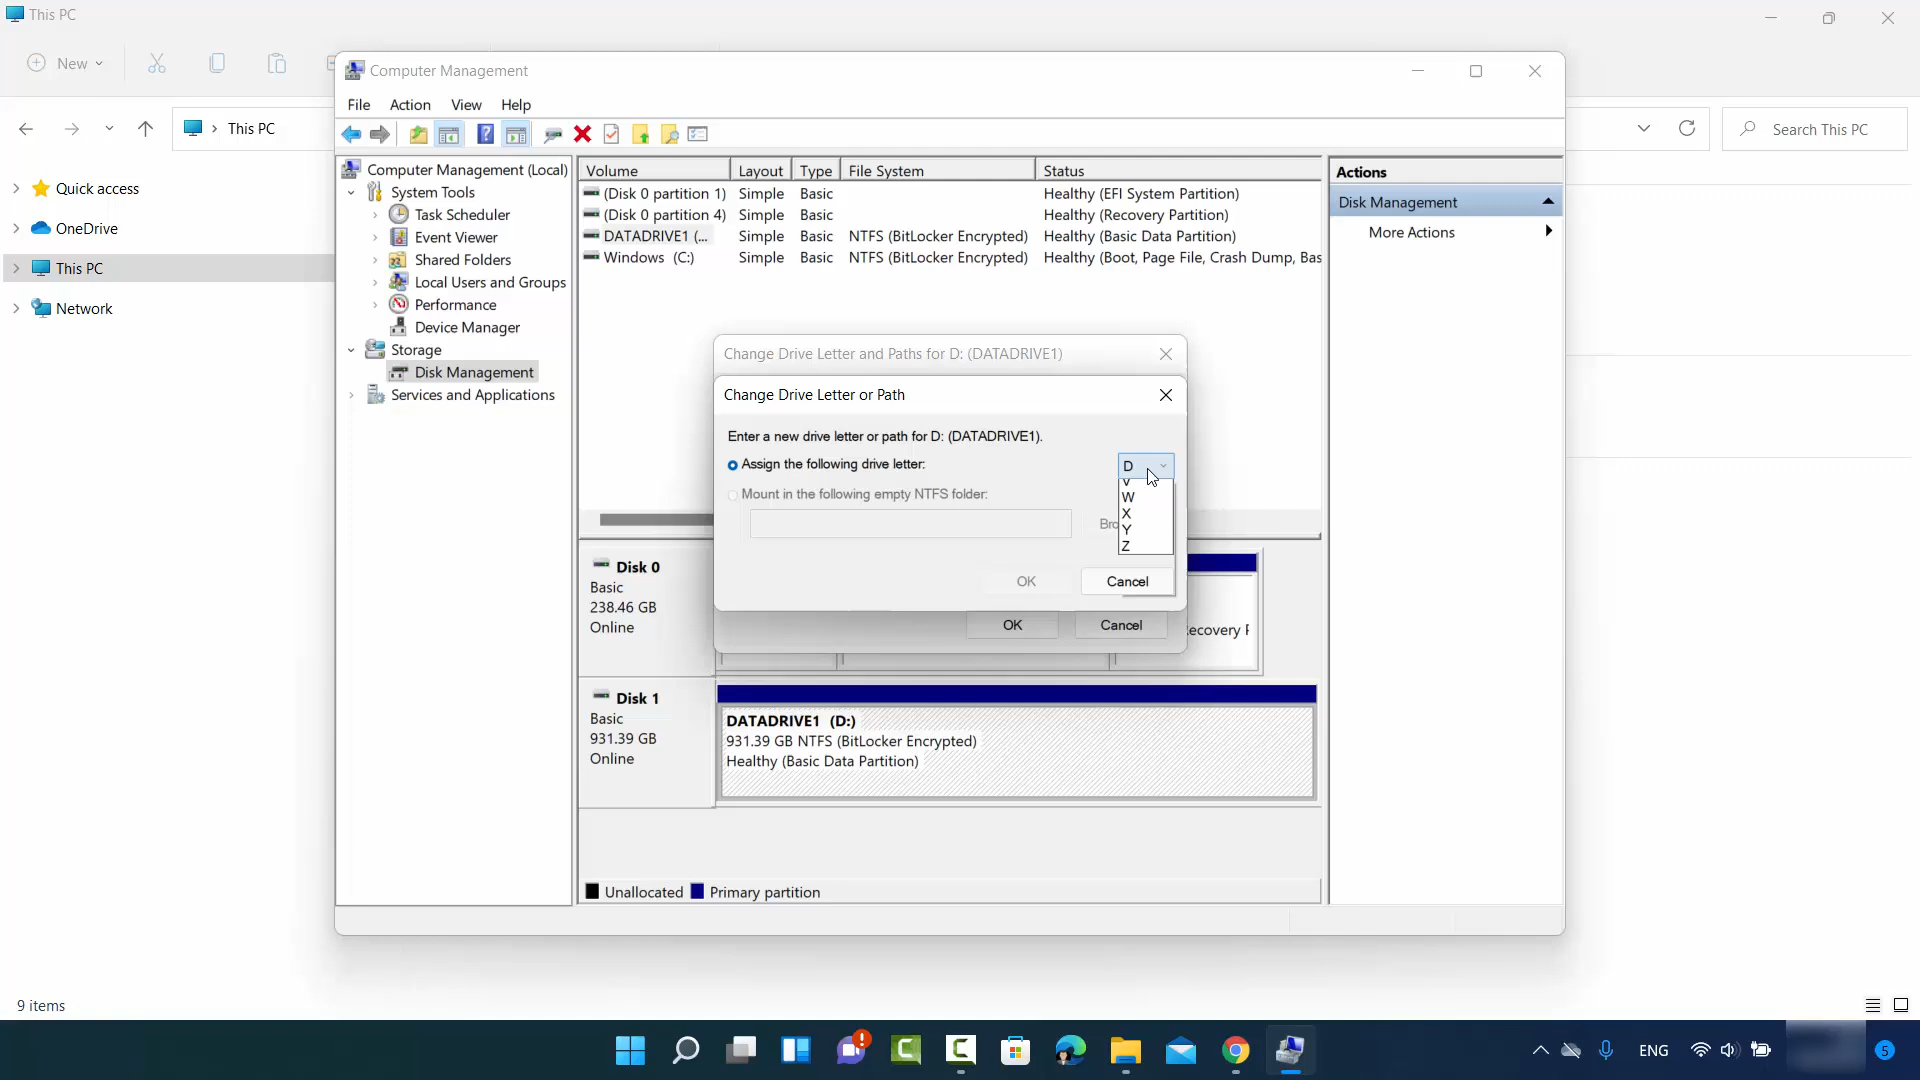 This PC
New
Computer Management
File Action View Help
This PC
Search This PC
Quick access
OneDrive
This PC
Network
Computer Management (Local)
System Tools
Task Scheduler
Event Viewer
Shared Folders
Local Users and Groups
Performance
Device Manager
Storage
Disk Management
Services and Applications
Volume Layout Type File System Status
(Disk 0 partition 1) Simple Basic Healthy (EFI System Partition)
(Disk 0 partition 4) Simple Basic Healthy (Recovery Partition)
DATADRIVE1 (... Simple Basic NTFS (BitLocker Encrypted) Healthy (Basic Data Partition)
Windows (C:) Simple Basic NTFS (BitLocker Encrypted) Healthy (Boot, Page File, Crash Dump, Bas
Actions
Disk Management
More Actions
Change Drive Letter and Paths for D: (DATADRIVE1)
Change Drive Letter or Path
Enter a new drive letter or path for D: (DATADRIVE1).
Assign the following drive letter:
D
V
W
X
Y
Z
Mount in the following empty NTFS folder:
Bro
OK Cancel
OK Cancel
Disk 0
Basic
238.46 GB
Online
ecovery P
Disk 1
Basic
931.39 GB
Online
DATADRIVE1 (D:)
931.39 GB NTFS (BitLocker Encrypted)
Healthy (Basic Data Partition)
Unallocated Primary partition
9 items
ENG
5